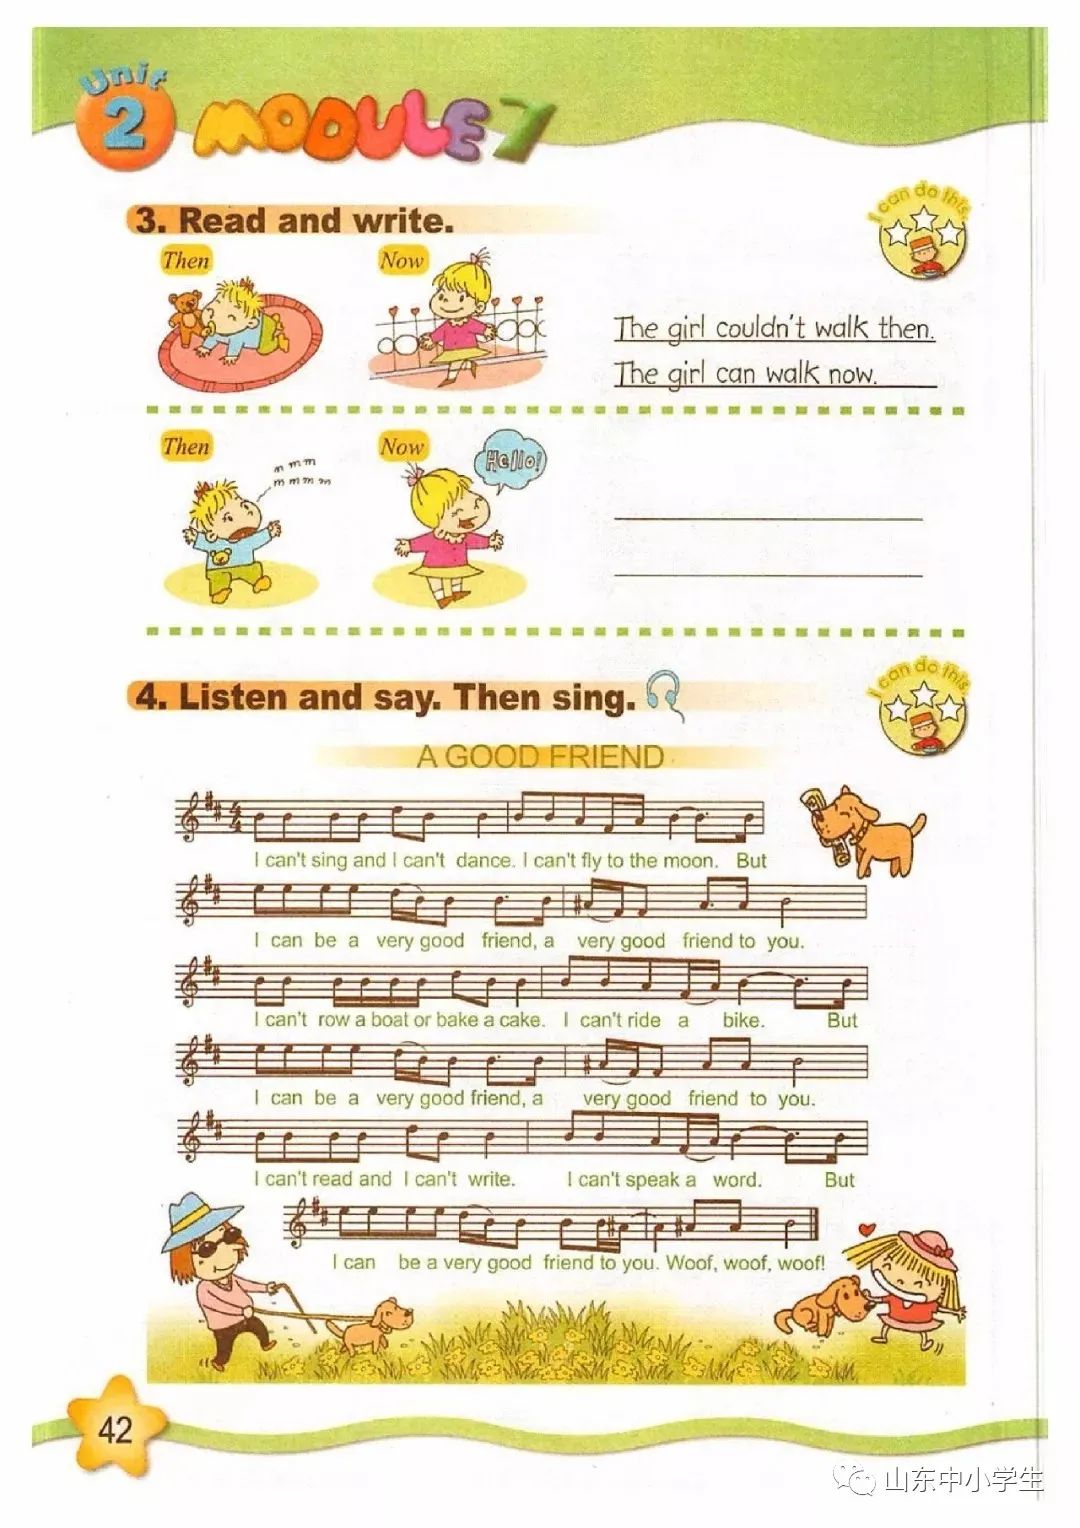 Unit
2
MODULE 7
3. Read and write.
I can do this.
Then
Now
The girl couldn't walk then.
The girl can walk now.
Then
Now
m m m
m m m m
Hello!
4. Listen and say. Then sing.
I can do this.
A GOOD FRIEND
I can't sing and I can't dance. I can't fly to the moon. But
I can be a very good friend, a very good friend to you.
I can't row a boat or bake a cake. I can't ride a bike. But
I can be a very good friend, a very good friend to you.
I can't read and I can't write. I can't speak a word. But
I can be a very good friend to you. Woof, woof, woof!
42
山东中小学生